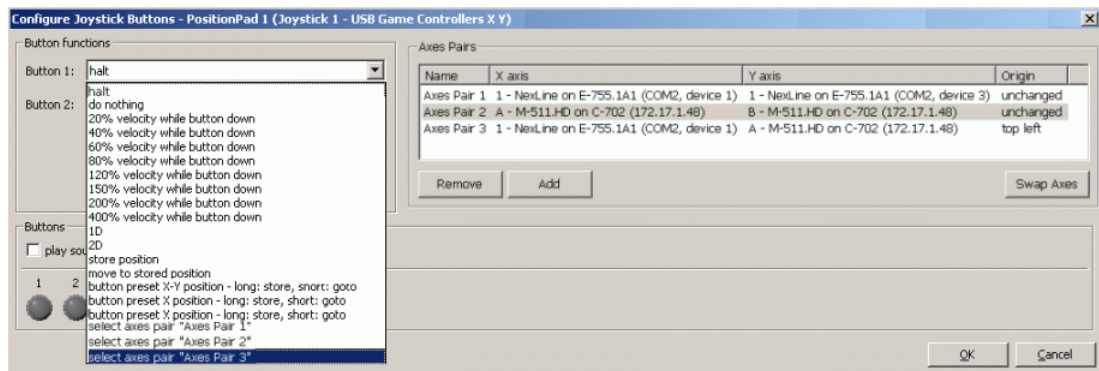 Configure Joystick Buttons - PositionPad 1 (Joystick 1 - USB Game Controllers X Y)
Button functions
Button 1: halt
Button 2:
halt
do nothing
20% velocity while button down
40% velocity while button down
60% velocity while button down
80% velocity while button down
120% velocity while button down
150% velocity while button down
200% velocity while button down
400% velocity while button down
1D
2D
store position
move to stored position
button preset X-Y position - long: store, snort: goto
button preset X position - long: store, short: goto
button preset X position - long: store, short: goto
select axes pair "Axes Pair 1"
select axes pair "Axes Pair 2"
select axes pair "Axes Pair 3"
Axes Pairs
Name X axis Y axis Origin
Axes Pair 1 1 - NexLine on E-755.1A1 (COM2, device 1) 1 - NexLine on E-755.1A1 (COM2, device 3) unchanged
Axes Pair 2 A - M-511.HD on C-702 (172.17.1.48) B - M-511.HD on C-702 (172.17.1.48) unchanged
Axes Pair 3 1 - NexLine on E-755.1A1 (COM2, device 1) A - M-511.HD on C-702 (172.17.1.48) top left
Remove Add Swap Axes
Buttons
play sou
1 2
OK Cancel